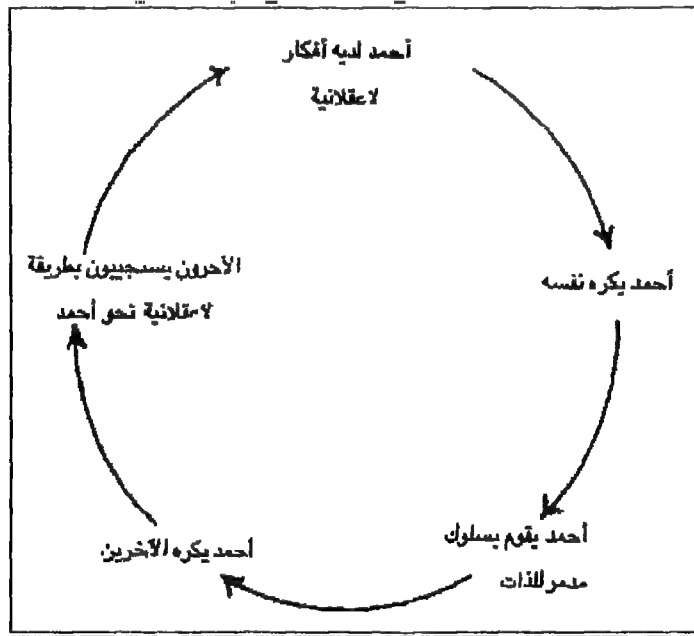 أحمد لديه أفكار
لاعقلانية
أحمد يكره نفسه
أحمد يقوم بسلوك
مدمر للذات
أحمد يكره الآخرين
الآخرون يستجيبون بطريقة
لاعقلانية نحو أحمد